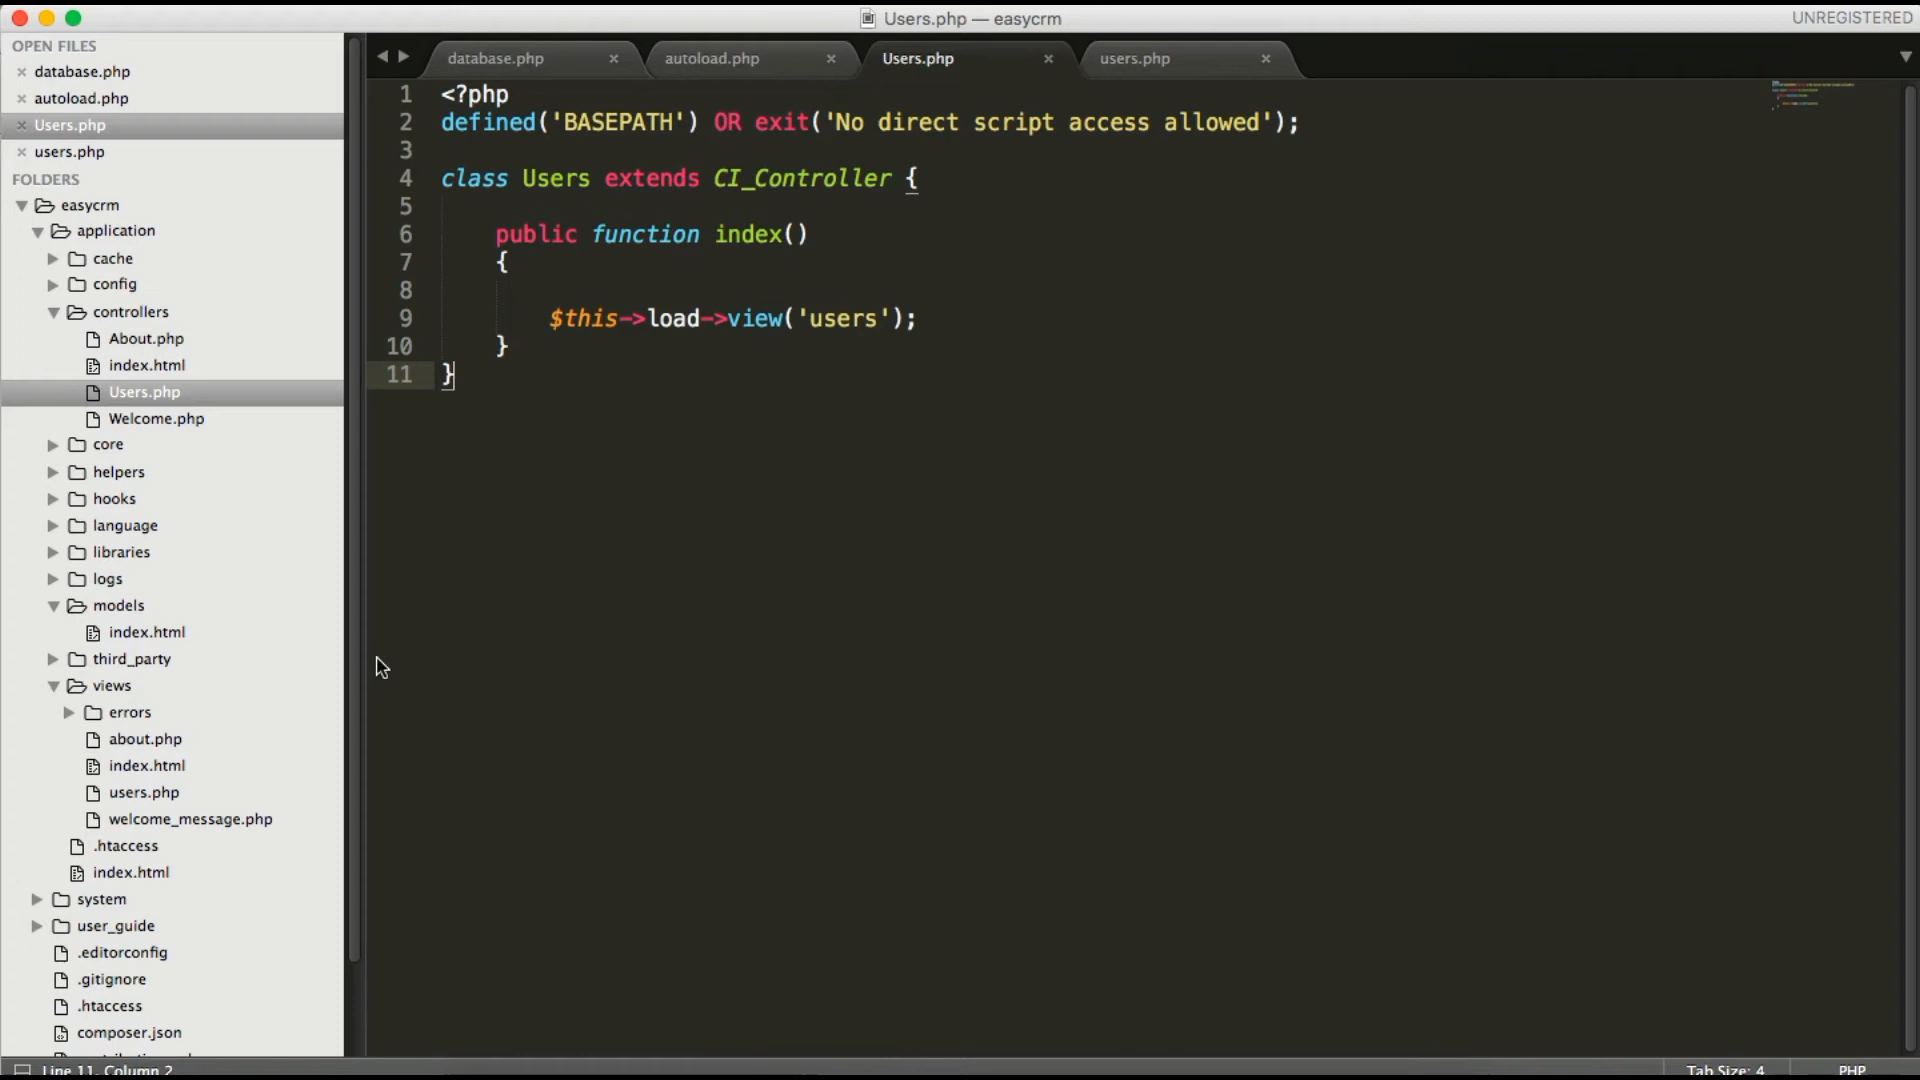 Users.php — easycrm
UNREGISTERED
OPEN FILES
database.php
autoload.php
Users.php
users.php
FOLDERS
easycrm
application
cache
config
controllers
About.php
index.html
Users.php
Welcome.php
core
helpers
hooks
language
libraries
logs
models
index.html
third_party
views
errors
about.php
index.html
users.php
welcome_message.php
.htaccess
index.html
system
user_guide
.editorconfig
.gitignore
.htaccess
composer.json
database.php
autoload.php
Users.php
users.php
1 <?php
2 defined('BASEPATH') OR exit('No direct script access allowed');
3
4 class Users extends CI_Controller {
5
6 public function index()
7 {
8
9 $this->load->view('users');
10 }
11 }
Line 11, Column 2
Tab Size: 4
PHP